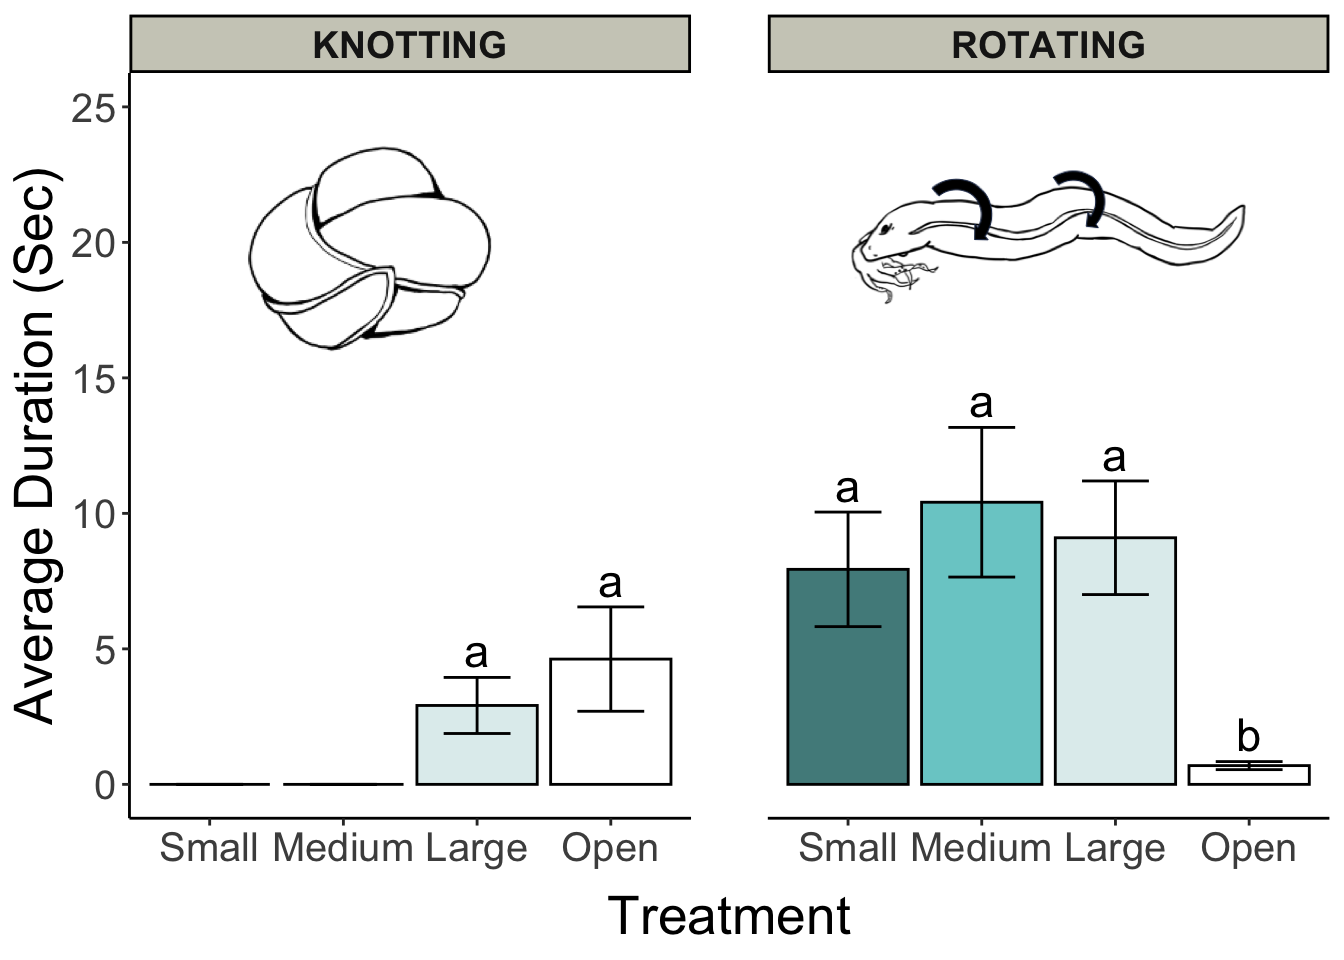 KNOTTING
ROTATING
Average Duration (Sec)
25
20
15
10
5
0
a
a
a
a
a
b
Small Medium Large Open
Small Medium Large Open
Treatment